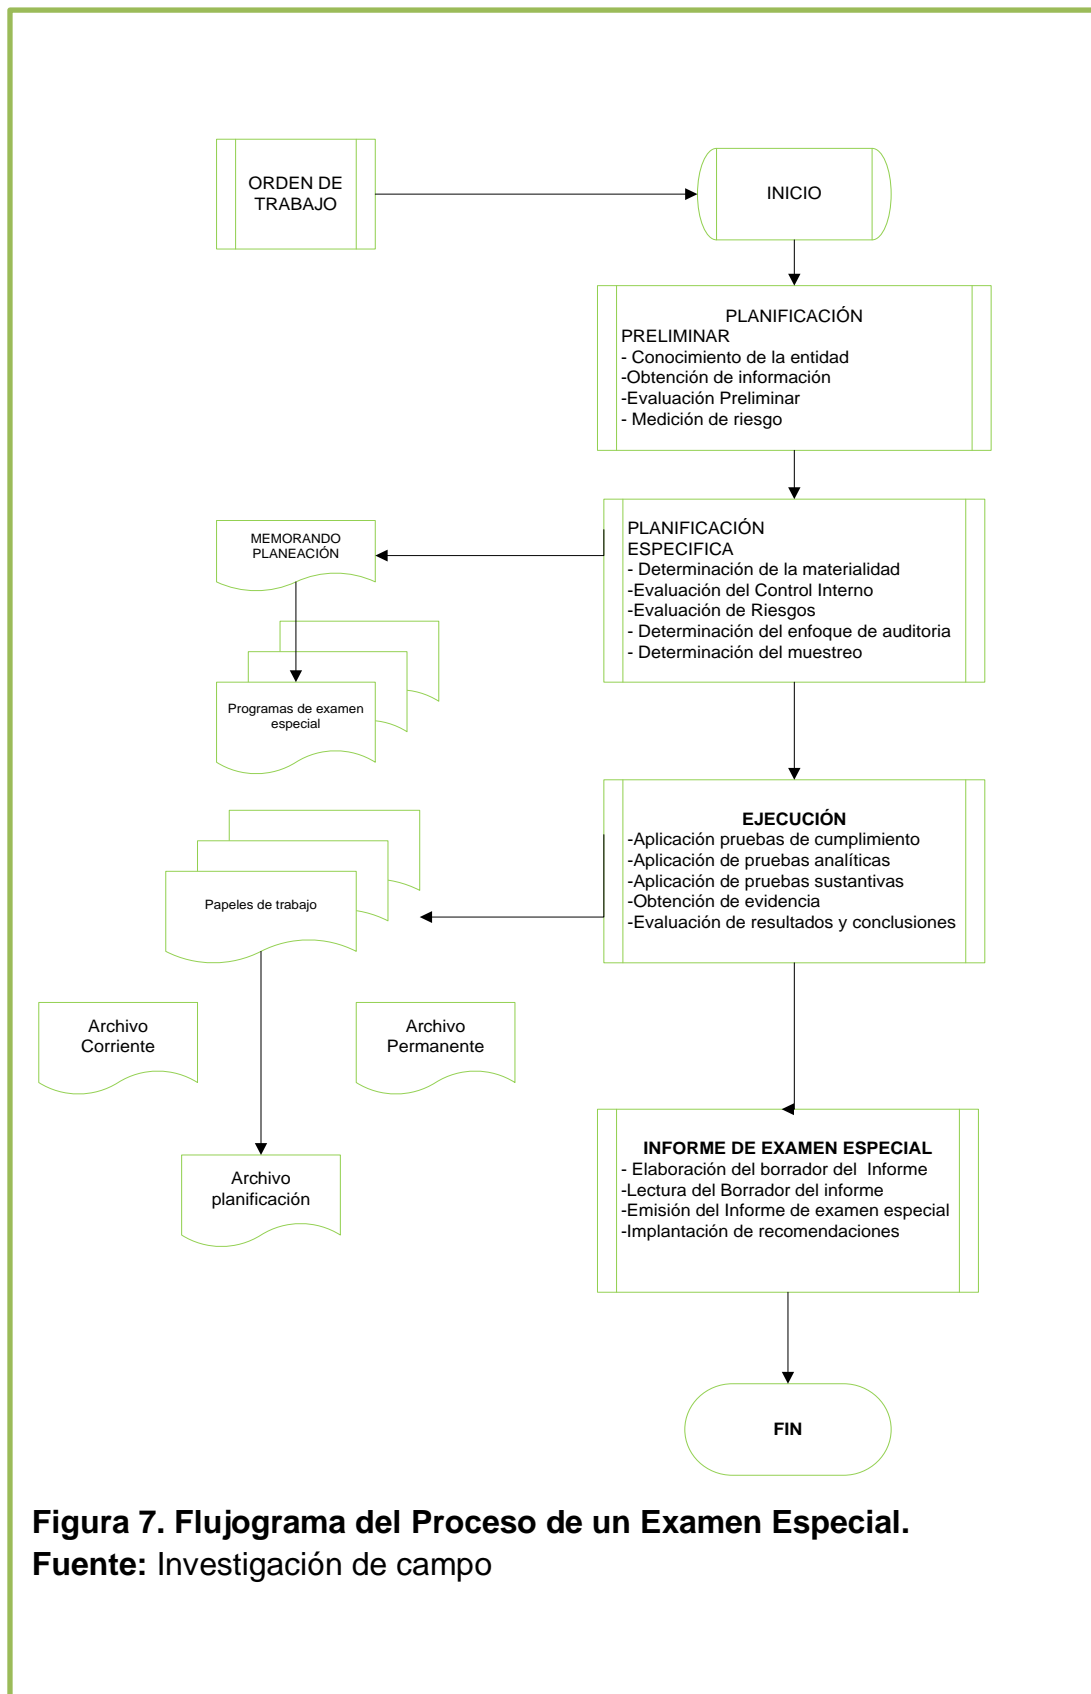 ORDEN DE
TRABAJO
INICIO
PLANIFICACIÓN
PRELIMINAR
- Conocimiento de la entidad
-Obtención de información
-Evaluación Preliminar
- Medición de riesgo
MEMORANDO
PLANEACIÓN
PLANIFICACIÓN
ESPECIFICA
- Determinación de la materialidad
-Evaluación del Control Interno
-Evaluación de Riesgos
- Determinación del enfoque de auditoria
- Determinación del muestreo
Programas de examen
especial
EJECUCIÓN
-Aplicación pruebas de cumplimiento
-Aplicación de pruebas analíticas
-Aplicación de pruebas sustantivas
-Obtención de evidencia
-Evaluación de resultados y conclusiones
Papeles de trabajo
Archivo
Corriente
Archivo
Permanente
Archivo
planificación
INFORME DE EXAMEN ESPECIAL
- Elaboración del borrador del  Informe
-Lectura del Borrador del informe
-Emisión del Informe de examen especial
-Implantación de recomendaciones
FIN
Figura 7. Flujograma del Proceso de un Examen Especial.
Fuente: Investigación de campo